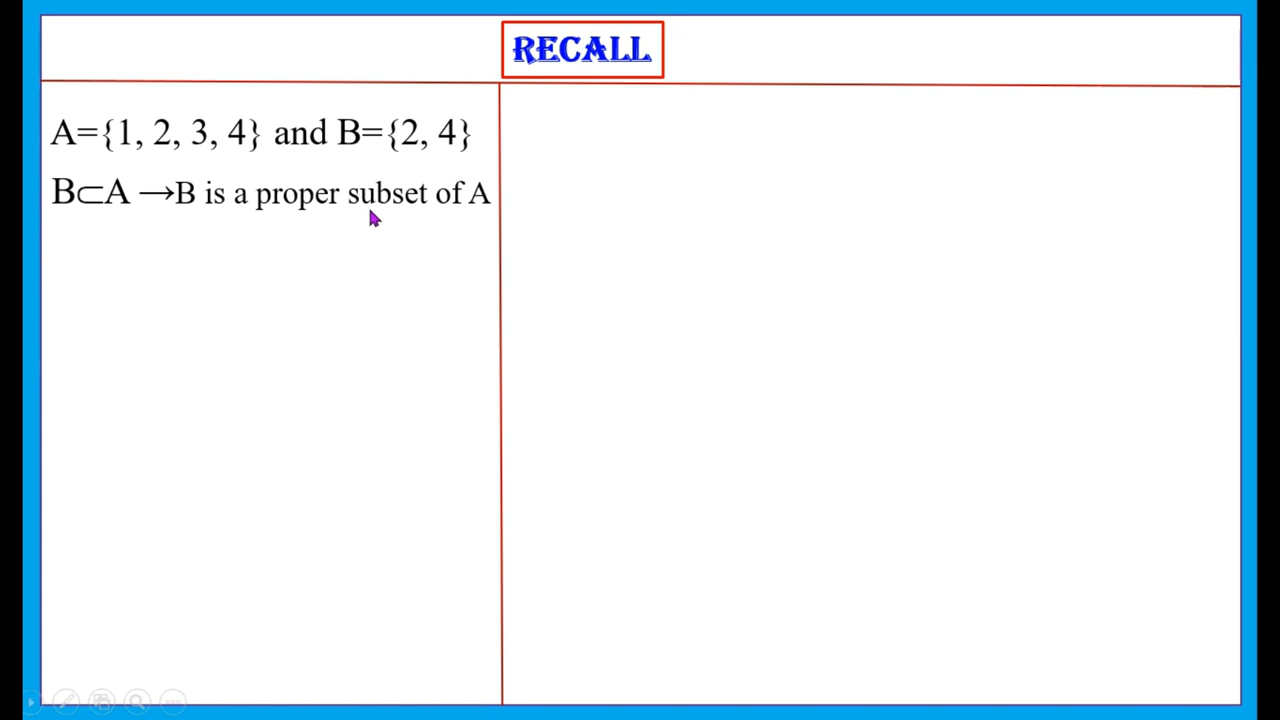 RECALL
A={1, 2, 3, 4} and B={2, 4}
B⊂A →B is a proper subset of A